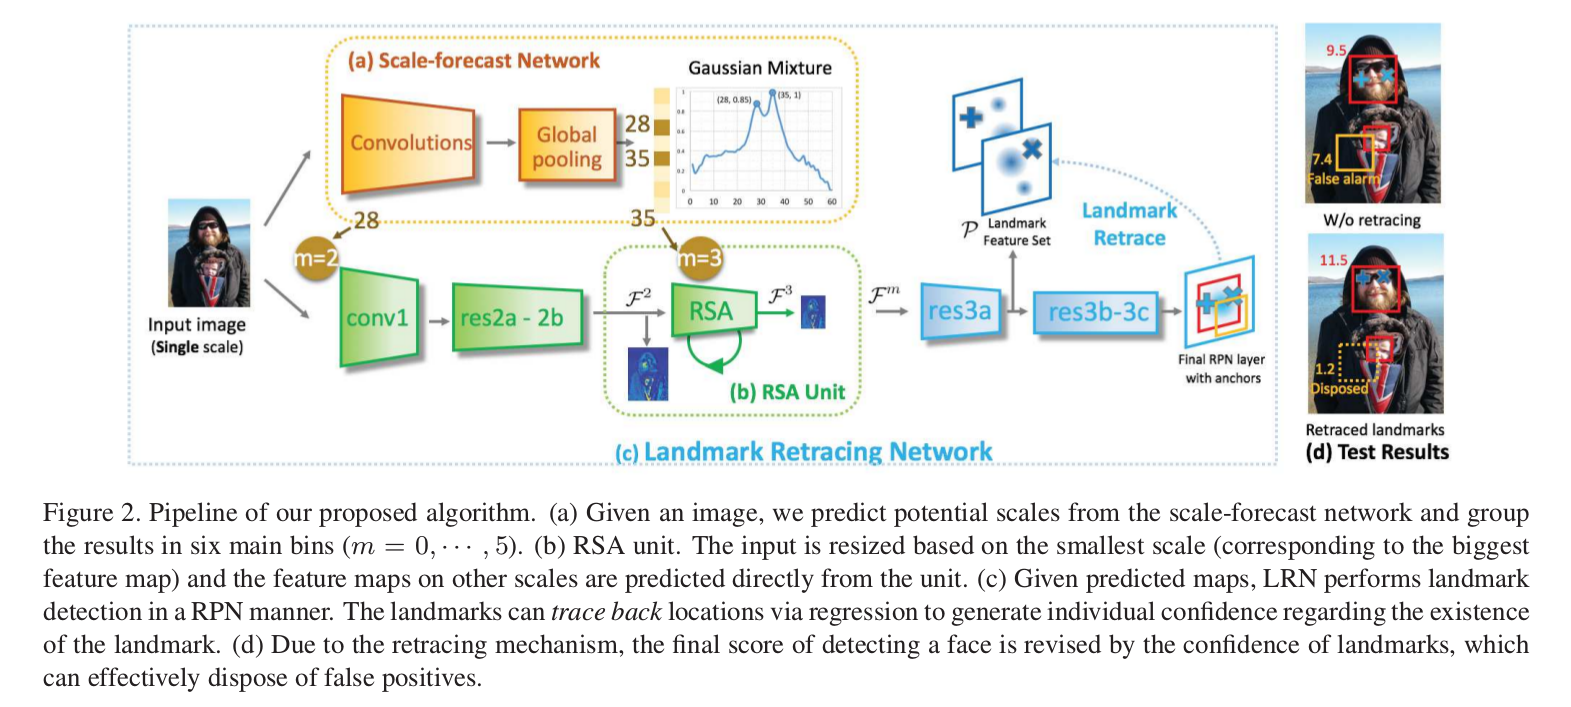 (a) Scale-forecast Network
Gaussian Mixture
Convolutions
Global
pooling
28
35
(28, 0.85)
(35, 1)
1
0.8
0.6
0.4
0.2
0
0 10 20 30 40 50 60
28
35
m=2
m=3
Input image
(Single scale)
conv1
res2a - 2b
F²
RSA
F³
(b) RSA Unit
Fᵐ
res3a
res3b-3c
P Landmark
Feature Set
Landmark
Retrace
Final RPN layer
with anchors
(c) Landmark Retracing Network
9.5
7.4
False alarm
W/o retracing
11.5
1.2
Disposed
Retraced landmarks
(d) Test Results
Figure 2. Pipeline of our proposed algorithm. (a) Given an image, we predict potential scales from the scale-forecast network and group
the results in six main bins (m = 0, ⋯ , 5). (b) RSA unit. The input is resized based on the smallest scale (corresponding to the biggest
feature map) and the feature maps on other scales are predicted directly from the unit. (c) Given predicted maps, LRN performs landmark
detection in a RPN manner. The landmarks can trace back locations via regression to generate individual confidence regarding the existence
of the landmark. (d) Due to the retracing mechanism, the final score of detecting a face is revised by the confidence of landmarks, which
can effectively dispose of false positives.